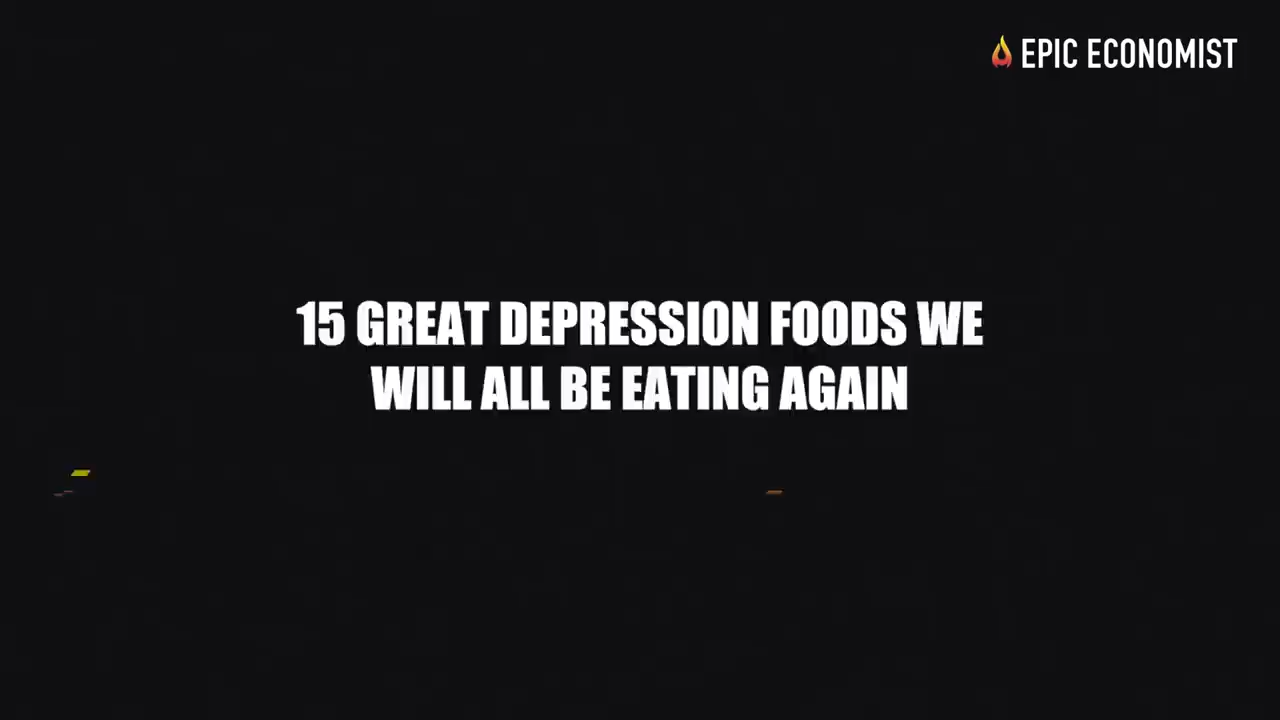 EPIC ECONOMIST
15 GREAT DEPRESSION FOODS WE
WILL ALL BE EATING AGAIN